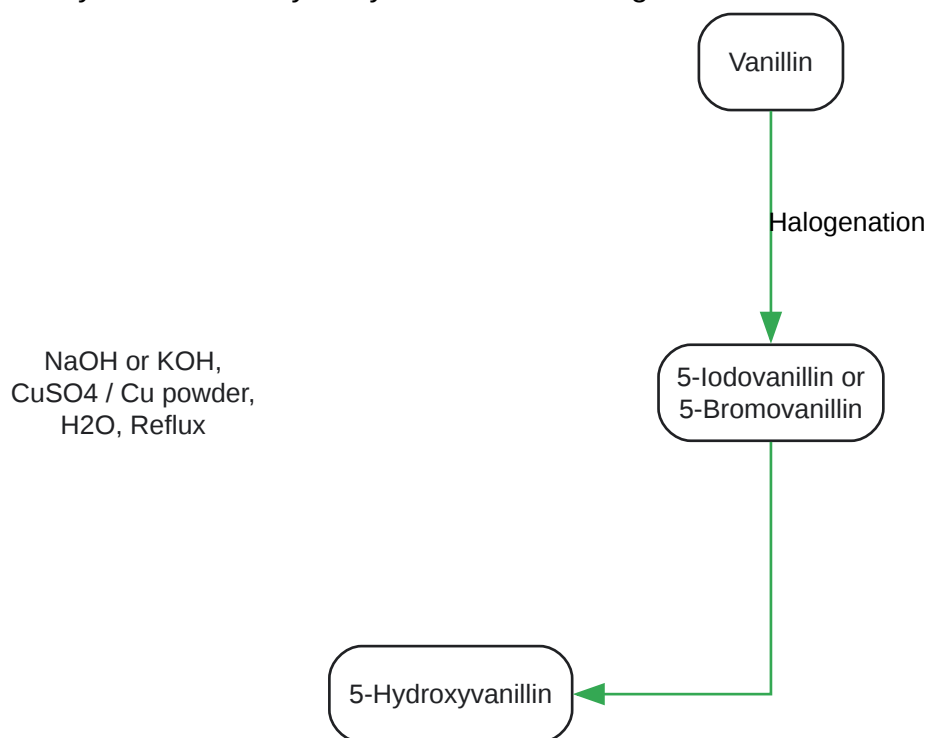 Vanillin
Halogenation
NaOH or KOH,
CuSO4 / Cu powder,
H2O, Reflux
5-Iodovanillin or
5-Bromovanillin
5-Hydroxyvanillin